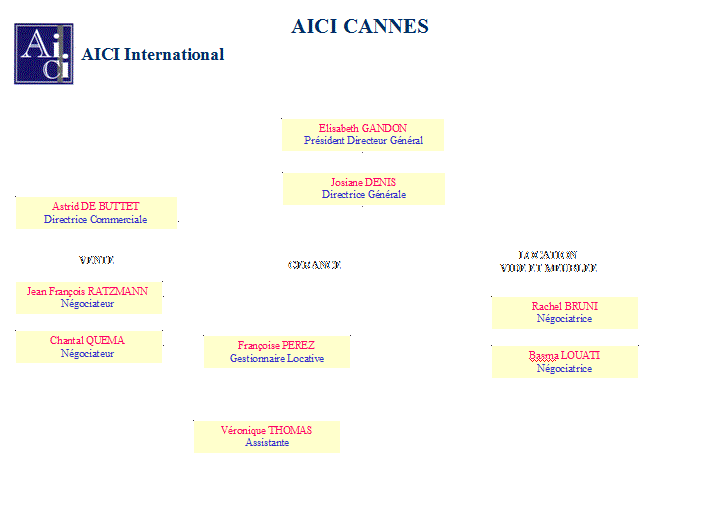 AICI CANNES
AiCi
AICI International
Elisabeth GANDON
Président Directeur Général
Josiane DENIS
Directrice Générale
Astrid DE BUTTET
Directrice Commerciale
VENTE
GERANCE
LOCATION
VIDE ET MEUBLEE
Jean François RATZMANN
Négociateur
Rachel BRUNI
Négociatrice
Chantal QUEMA
Négociateur
Françoise PEREZ
Gestionnaire Locative
Basma LOUATI
Négociatrice
Véronique THOMAS
Assistante